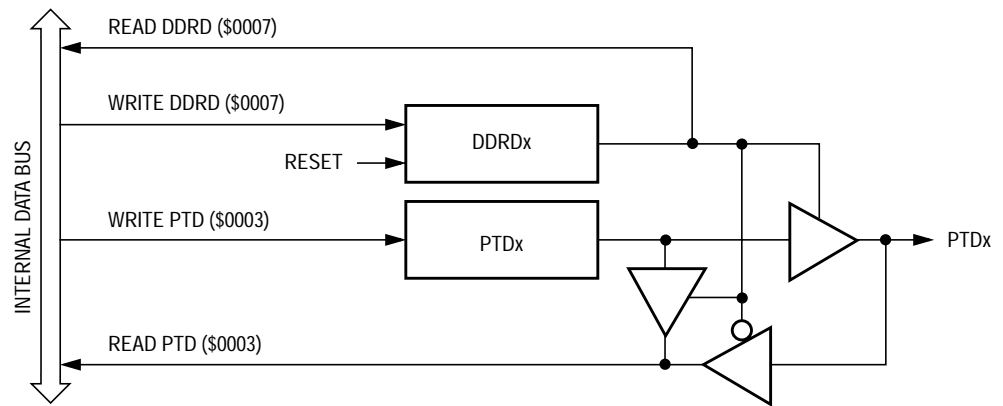 READ DDRD ($0007)
WRITE DDRD ($0007)
DDRDx
RESET
WRITE PTD ($0003)
PTDx
PTDx
READ PTD ($0003)
INTERNAL DATA BUS